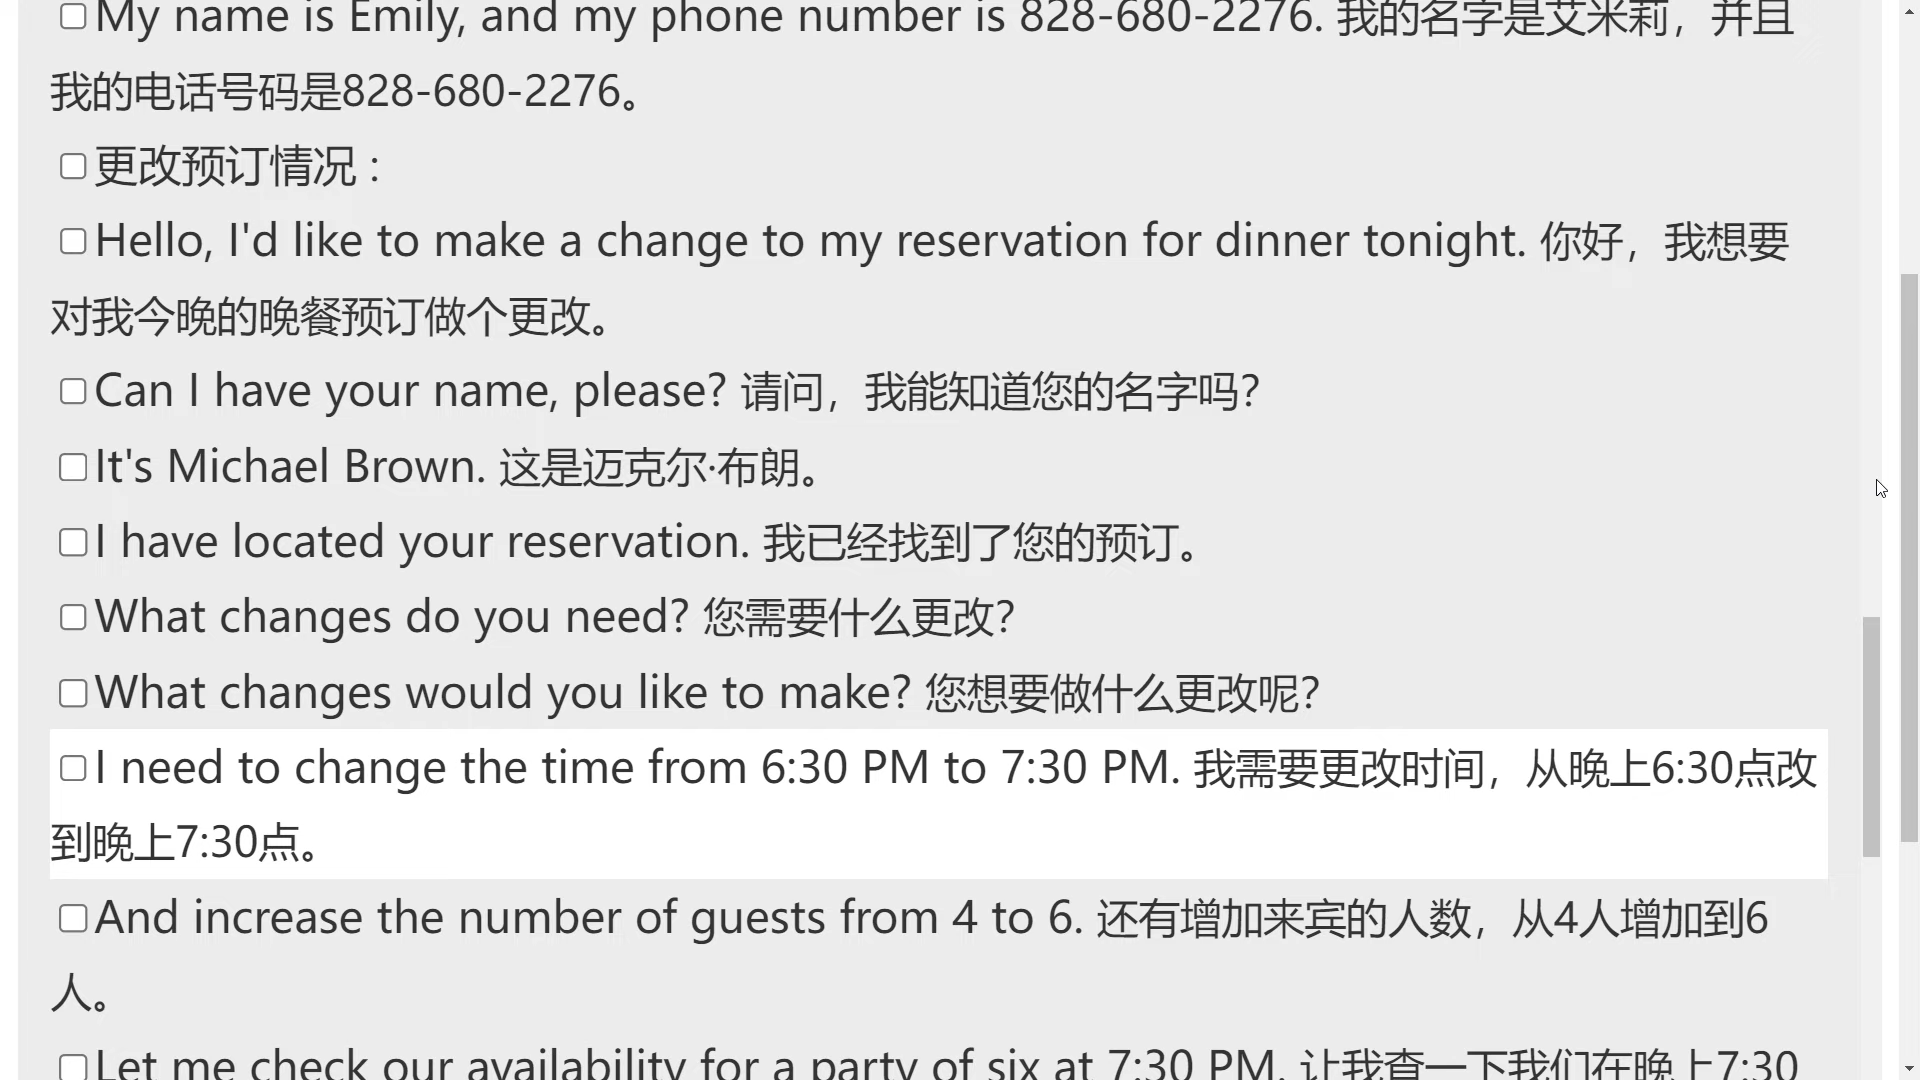 My name is Emily, and my phone number is 828-680-2276. 我的名字是艾米莉，并且
我的电话号码是828-680-2276。
更改预订情况：
Hello, I'd like to make a change to my reservation for dinner tonight. 你好，我想要
对我今晚的晚餐预订做个更改。
Can I have your name, please? 请问，我能知道您的名字吗？
It's Michael Brown. 这是迈克尔·布朗。
I have located your reservation. 我已经找到了您的预订。
What changes do you need? 您需要什么更改？
What changes would you like to make? 您想要做什么更改呢？
I need to change the time from 6:30 PM to 7:30 PM. 我需要更改时间，从晚上6:30点改
到晚上7:30点。
And increase the number of guests from 4 to 6. 还有增加来宾的人数，从4人增加到6
人。
Let me check our availability for a party of six at 7:30 PM. 让我查一下我们在晚上7:30